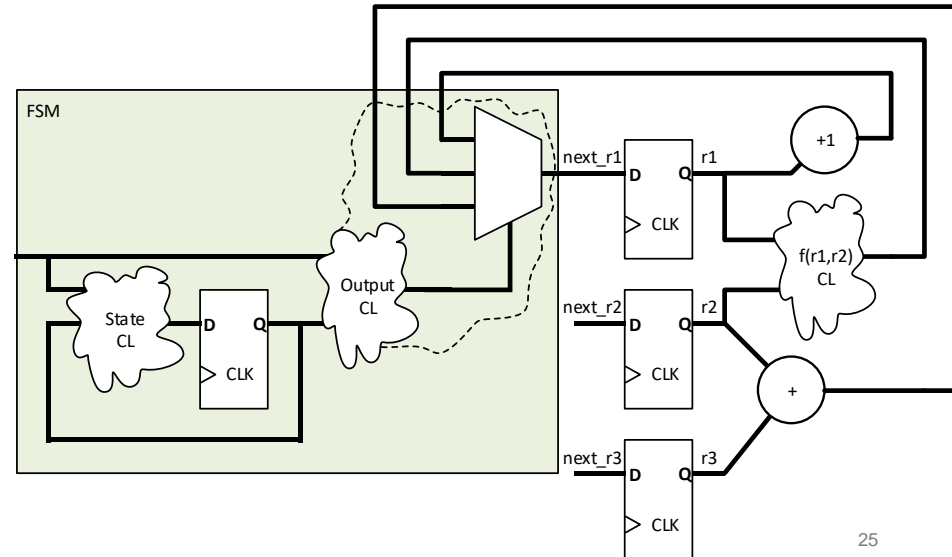 FSM
next_r1
D
Q
CLK
r1
+1
f(r1,r2)
CL
Output
CL
State
CL
D
Q
CLK
next_r2
D
Q
CLK
r2
+
next_r3
D
Q
CLK
r3
25